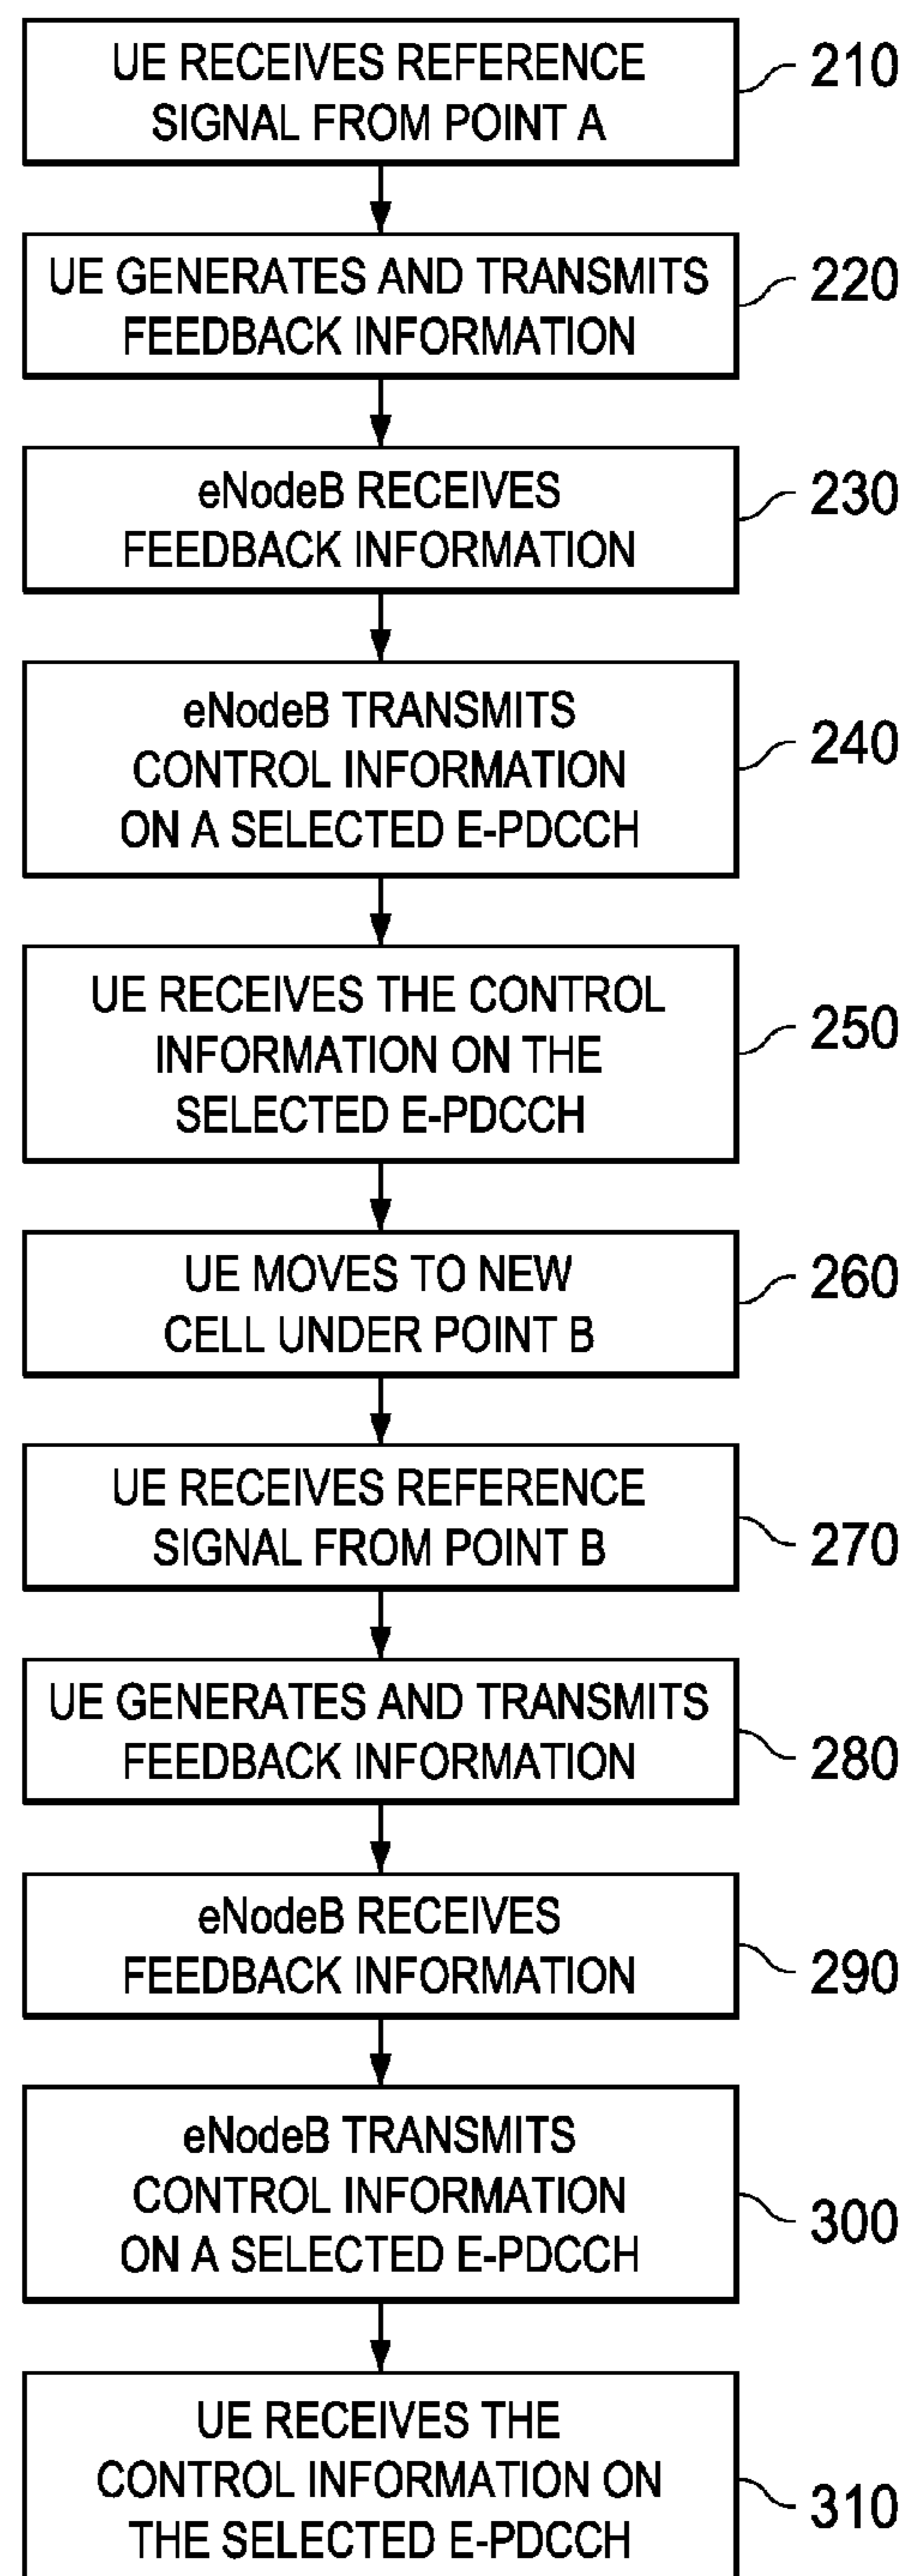 UE RECEIVES REFERENCE
SIGNAL FROM POINT A
210
UE GENERATES AND TRANSMITS
FEEDBACK INFORMATION
220
eNodeB RECEIVES
FEEDBACK INFORMATION
230
eNodeB TRANSMITS
CONTROL INFORMATION
ON A SELECTED E-PDCCH
240
UE RECEIVES THE CONTROL
INFORMATION ON THE
SELECTED E-PDCCH
250
UE MOVES TO NEW
CELL UNDER POINT B
260
UE RECEIVES REFERENCE
SIGNAL FROM POINT B
270
UE GENERATES AND TRANSMITS
FEEDBACK INFORMATION
280
eNodeB RECEIVES
FEEDBACK INFORMATION
290
eNodeB TRANSMITS
CONTROL INFORMATION
ON A SELECTED E-PDCCH
300
UE RECEIVES THE
CONTROL INFORMATION ON
THE SELECTED E-PDCCH
310